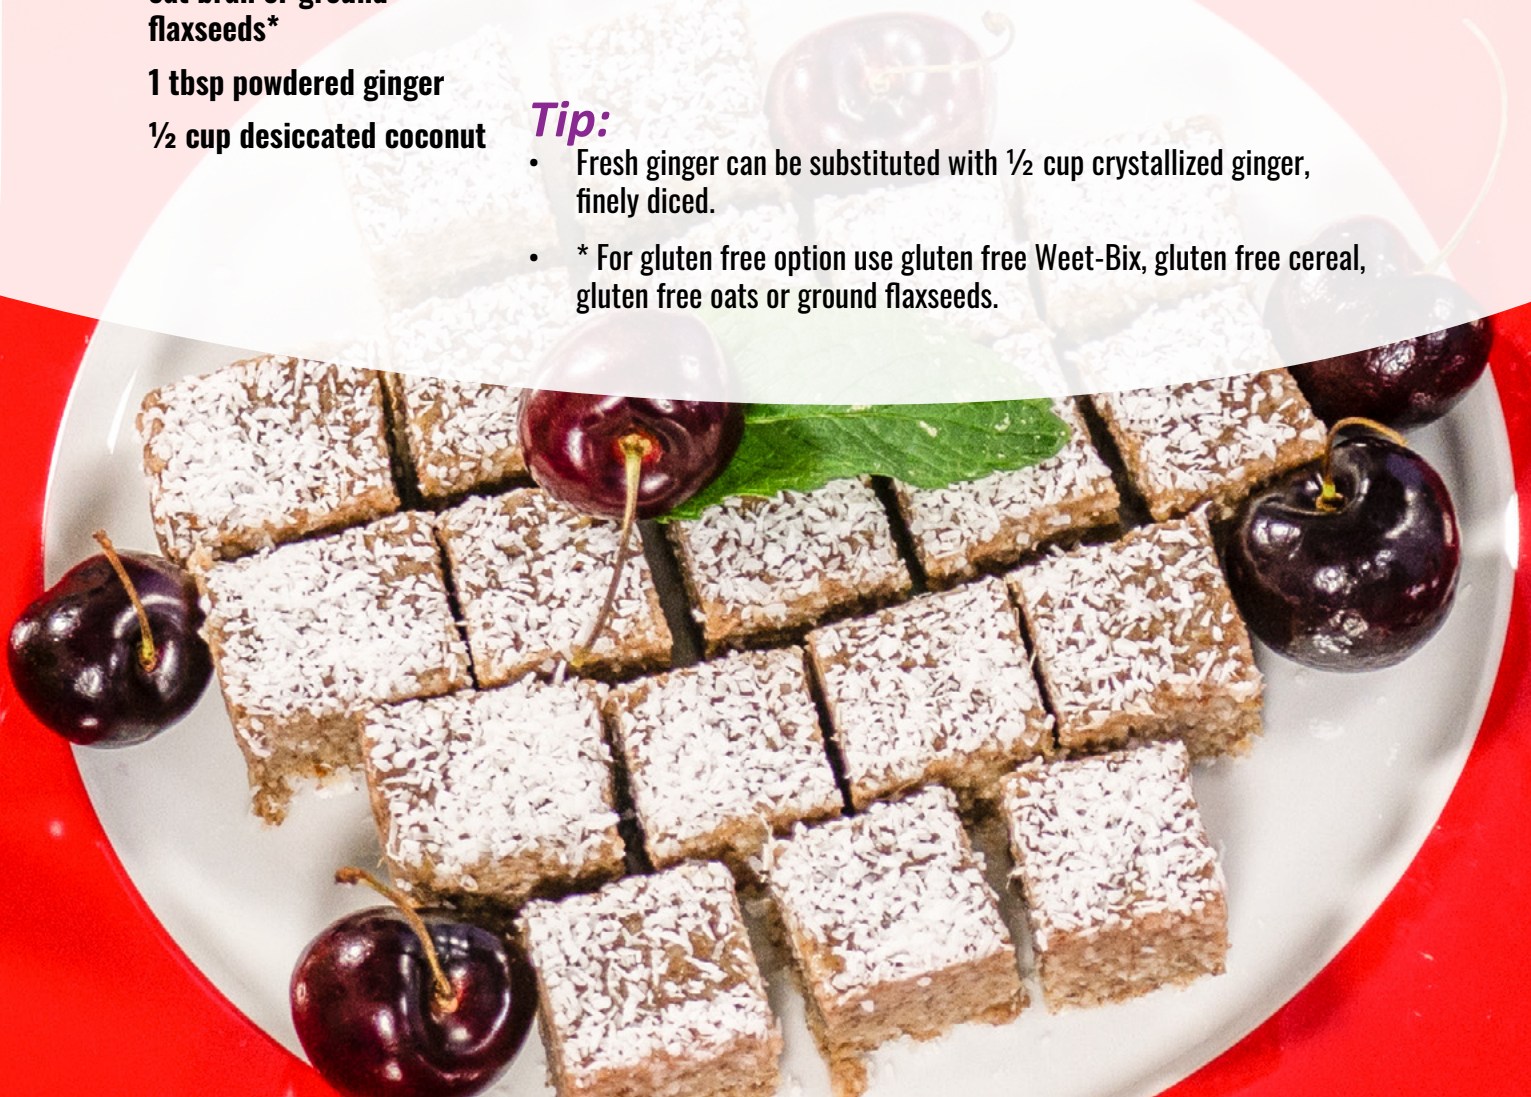 flaxseeds*
1 tbsp powdered ginger
½ cup desiccated coconut
Tip:
• Fresh ginger can be substituted with ½ cup crystallized ginger,
finely diced.
• * For gluten free option use gluten free Weet-Bix, gluten free cereal,
gluten free oats or ground flaxseeds.